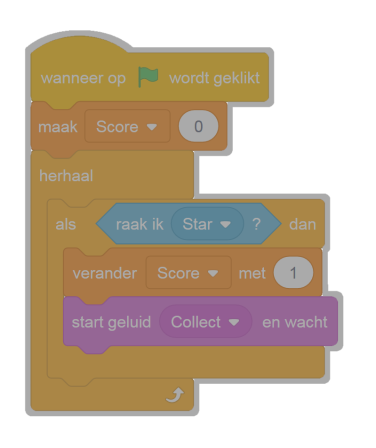 wanneer op wordt geklikt
maak Score 0
herhaal
als raak ik Star ? dan
verander Score met 1
start geluid Collect en wacht